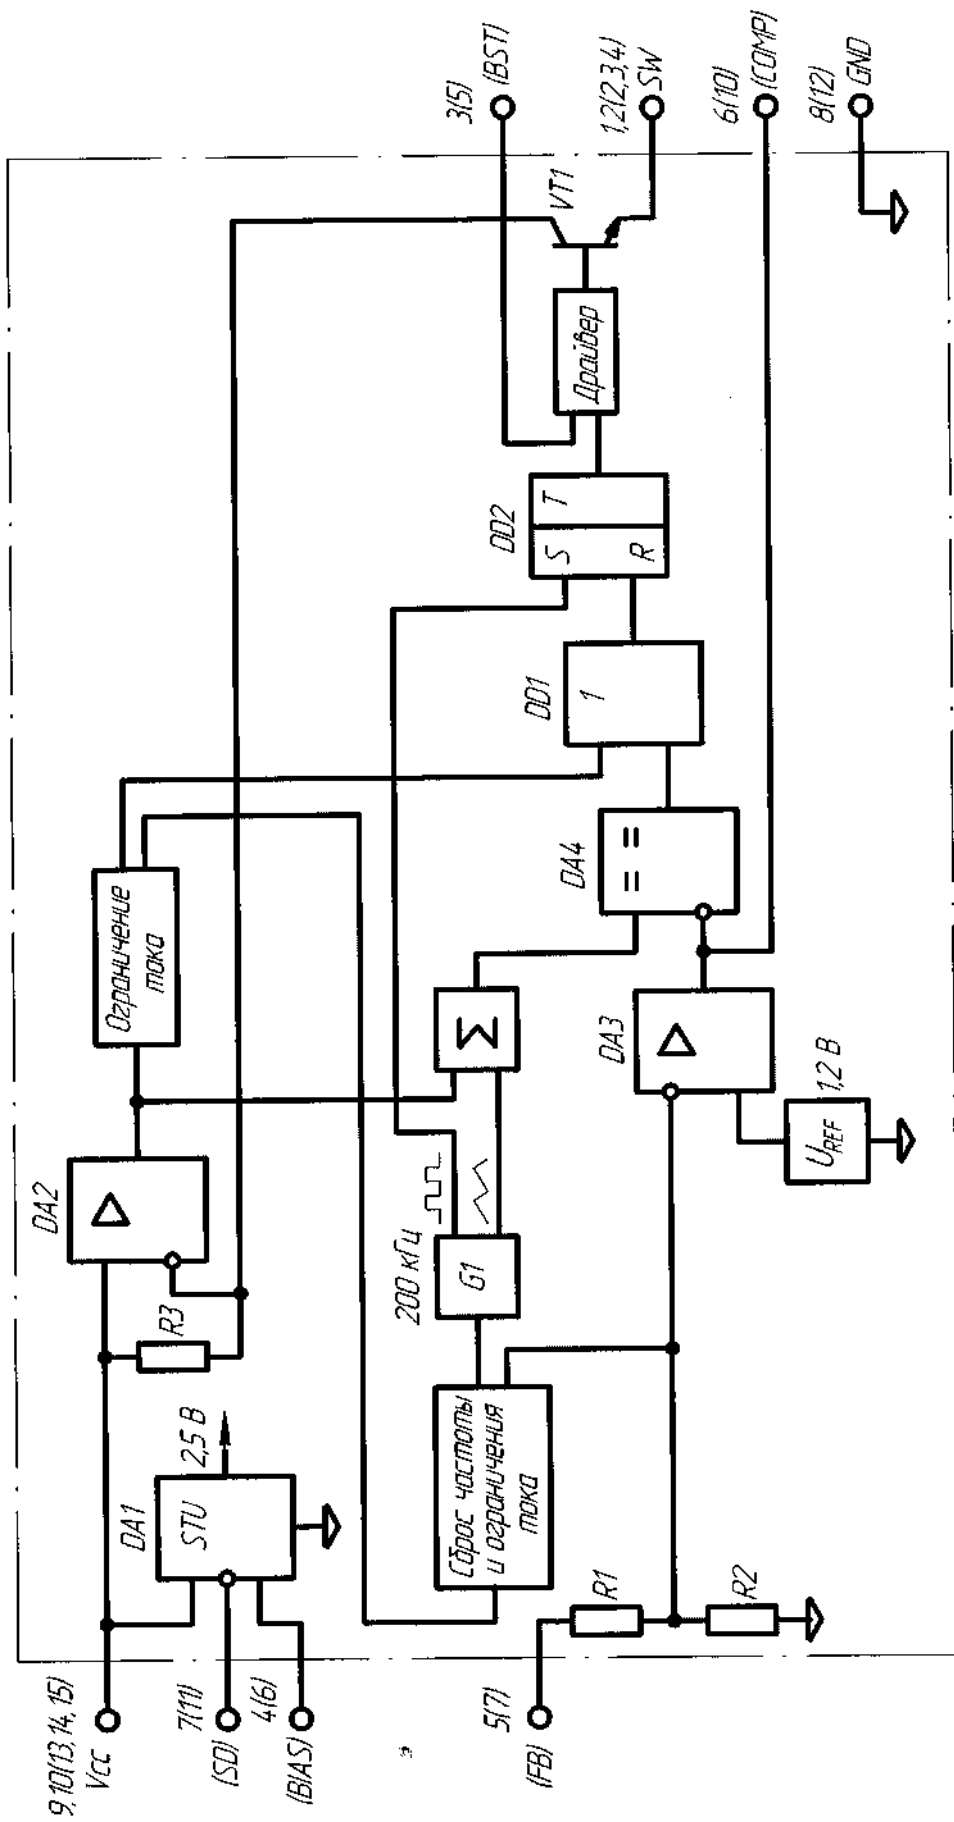 9,10(13,14,15)
Vcc
7(11)
(SD)
4(6)
(BIAS)
5(7)
(FB)
DA1
STU
2,5 В
R3
DA2
Ограничение
тока
Сброс частоты
и ограничения
тока
200 кГц
G1
Σ
R1
R2
UREF
1,2 В
DA3
DA4
= =
DD1
1
DD2
S
T
R
Драйвер
VT1
3(5)
(BST)
1,2(2,3,4)
SW
6(10)
(COMP)
8(12)
GND